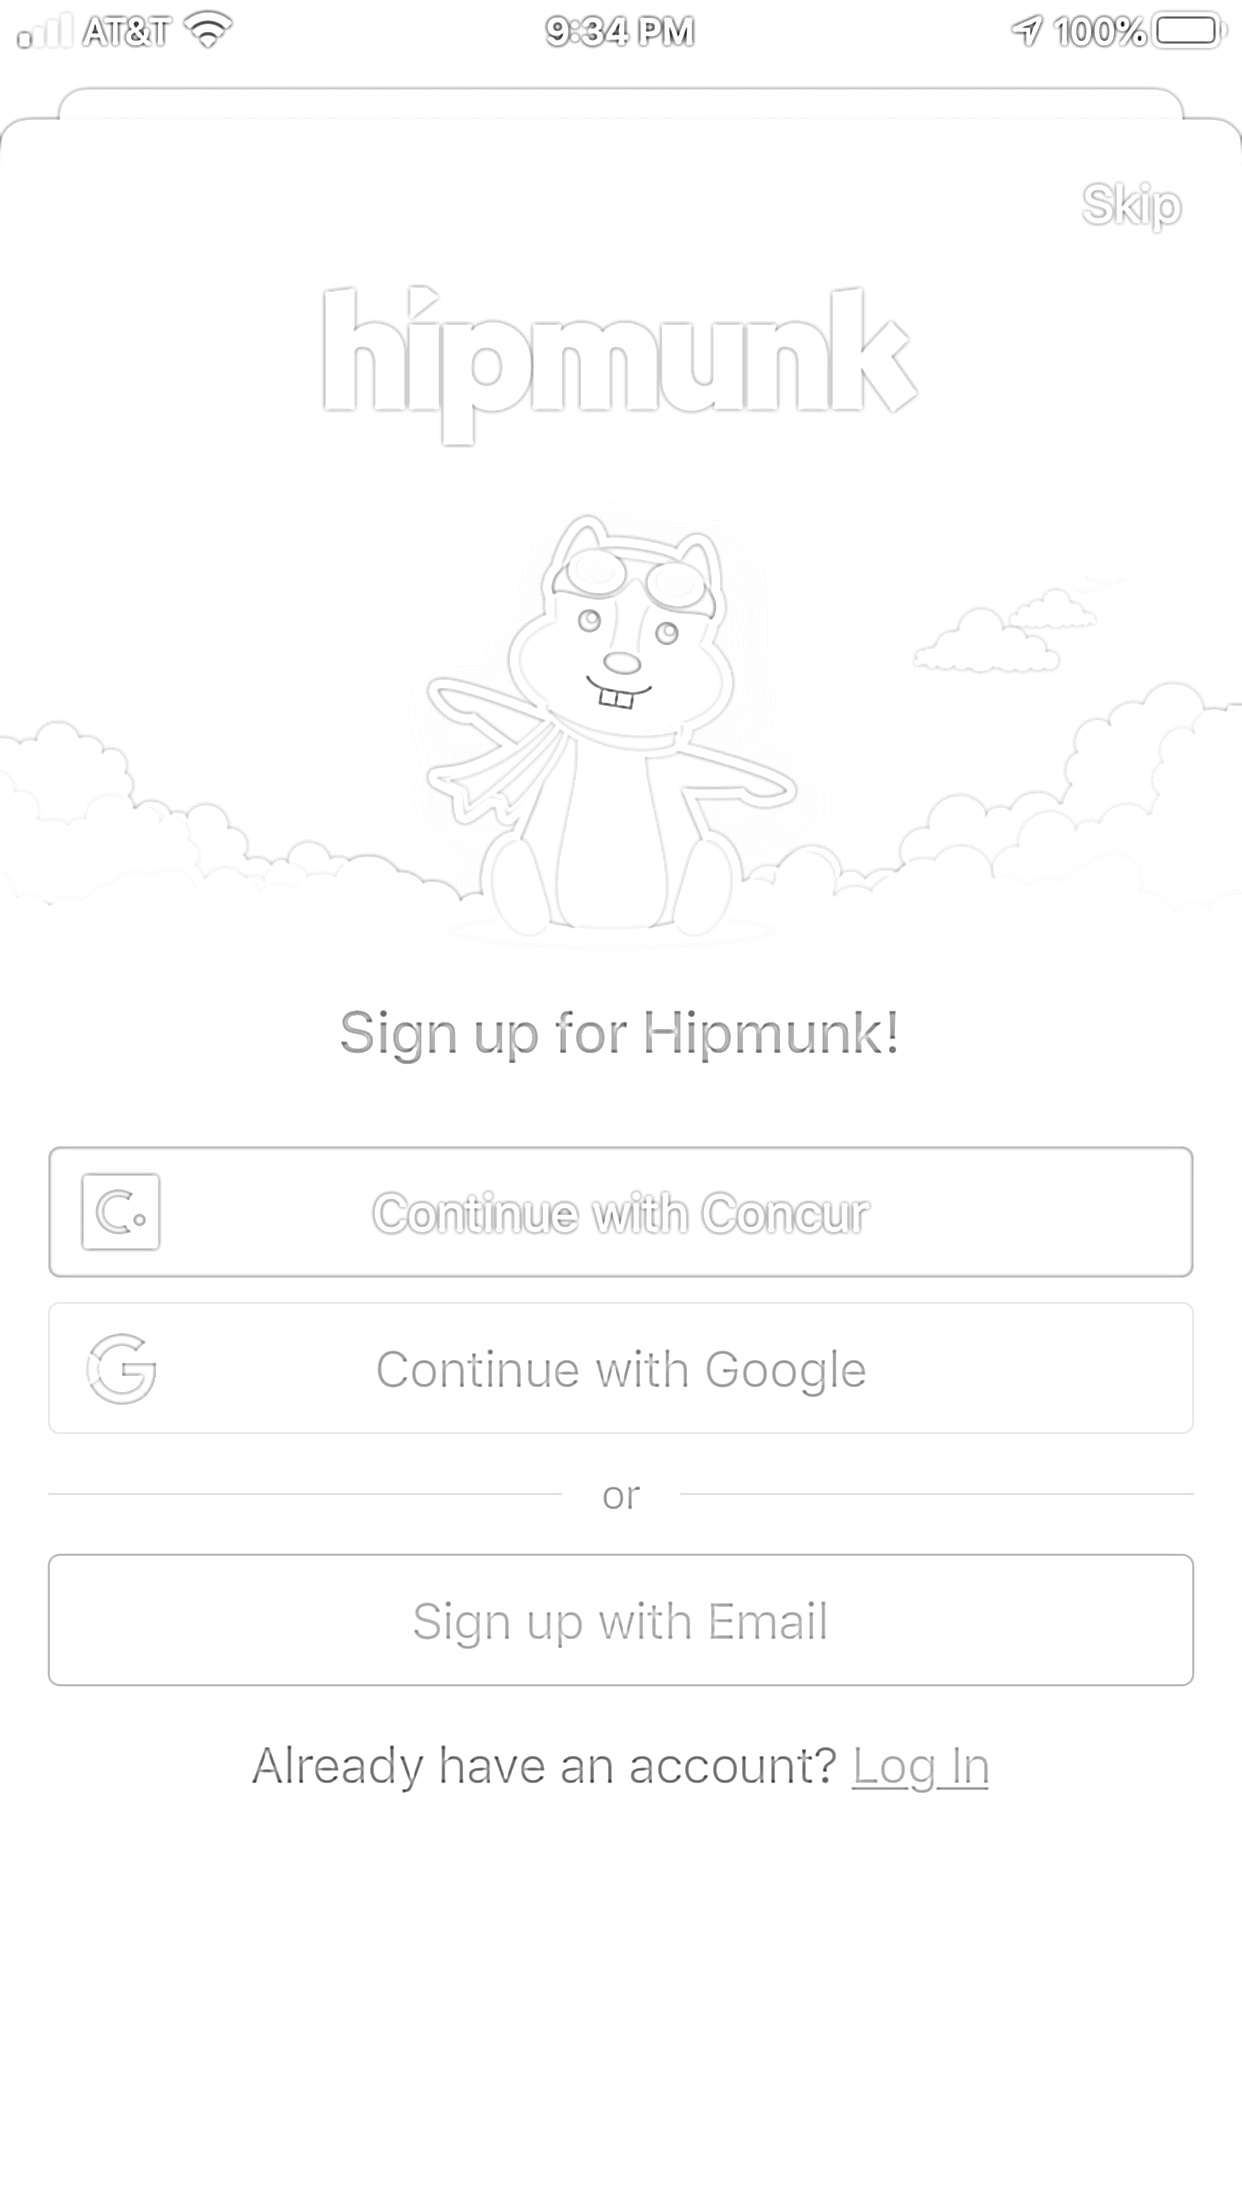 AT&T 9:34 PM 100%
Skip
hipmunk
Sign up for Hipmunk!
C. Continue with Concur
G Continue with Google
or
Sign up with Email
Already have an account? Log In